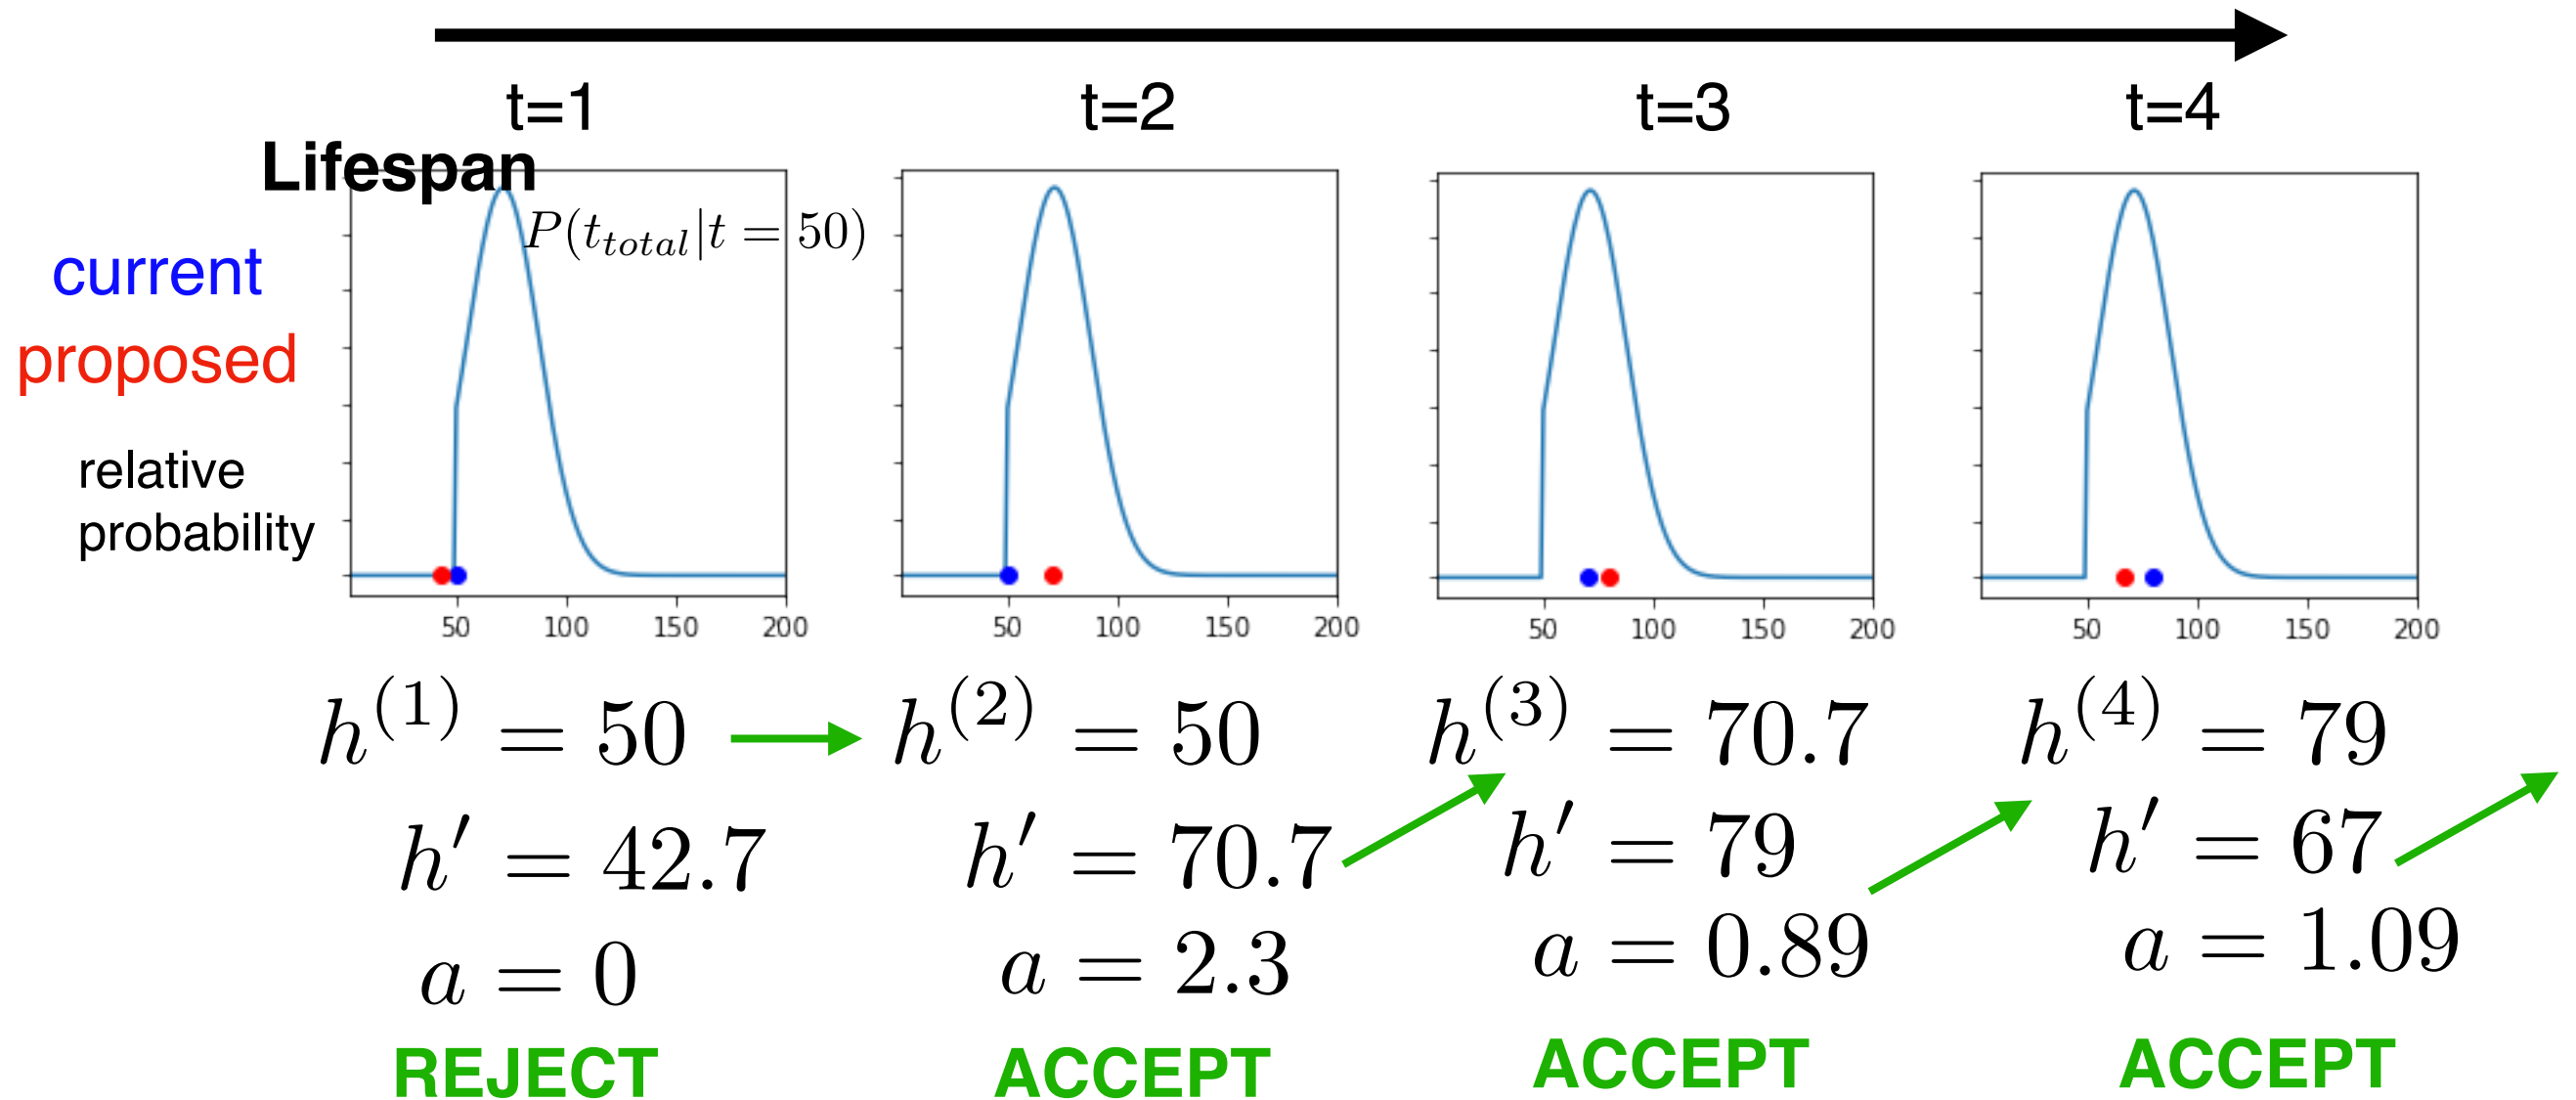 t=1 t=2 t=3 t=4
Lifespan
P(t_{total}|t = 50)
current
proposed
relative
probability
50 100 150 200 50 100 150 200 50 100 150 200 50 100 150 200
h^{(1)} = 50 h^{(2)} = 50 h^{(3)} = 70.7 h^{(4)} = 79
h′ = 42.7 h′ = 70.7 h′ = 79 h′ = 67
a = 0 a = 2.3 a = 0.89 a = 1.09
REJECT ACCEPT ACCEPT ACCEPT